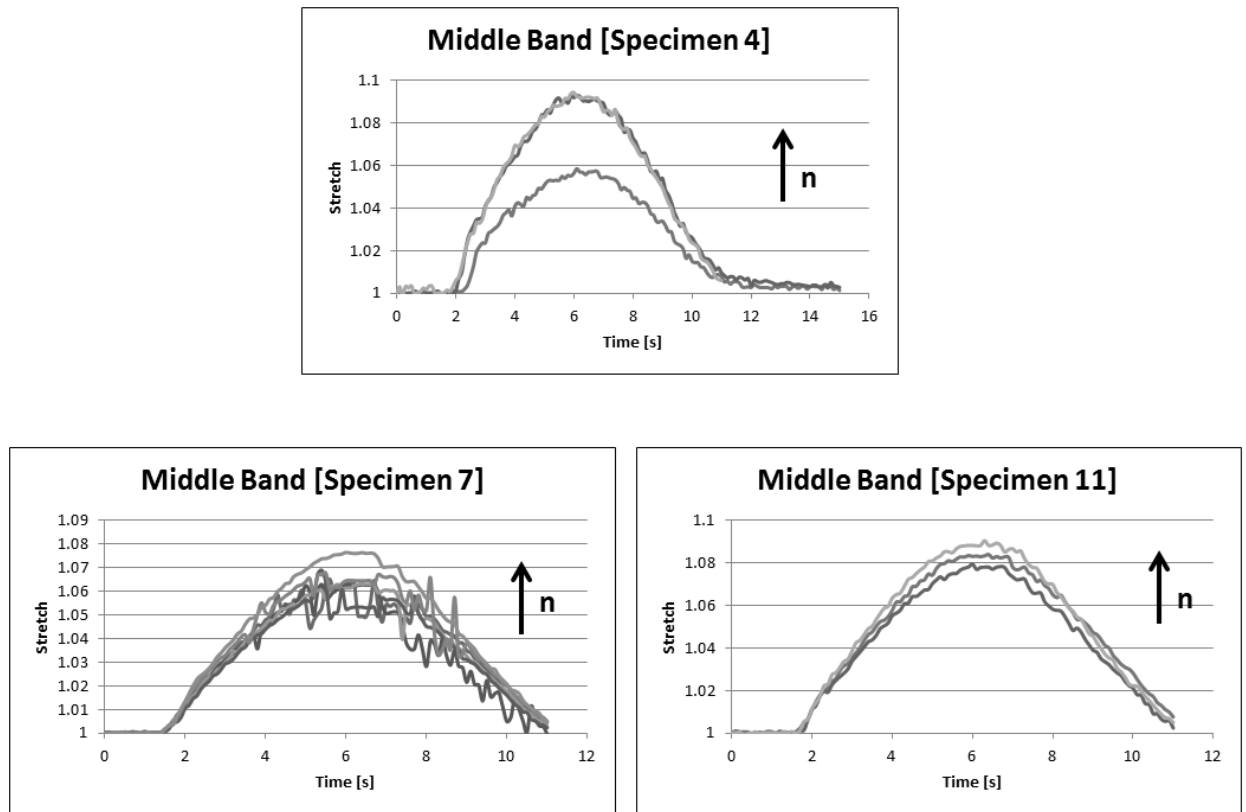 Middle Band [Specimen 4]
1.1
1.08
1.06
1.04
1.02
1
Stretch
n
0 2 4 6 8 10 12 14 16
Time [s]
Middle Band [Specimen 7]
1.09
1.08
1.07
1.06
1.05
1.04
1.03
1.02
1.01
1
Stretch
n
0 2 4 6 8 10 12
Time [s]
Middle Band [Specimen 11]
1.1
1.08
1.06
1.04
1.02
1
Stretch
n
0 2 4 6 8 10 12
Time [s]